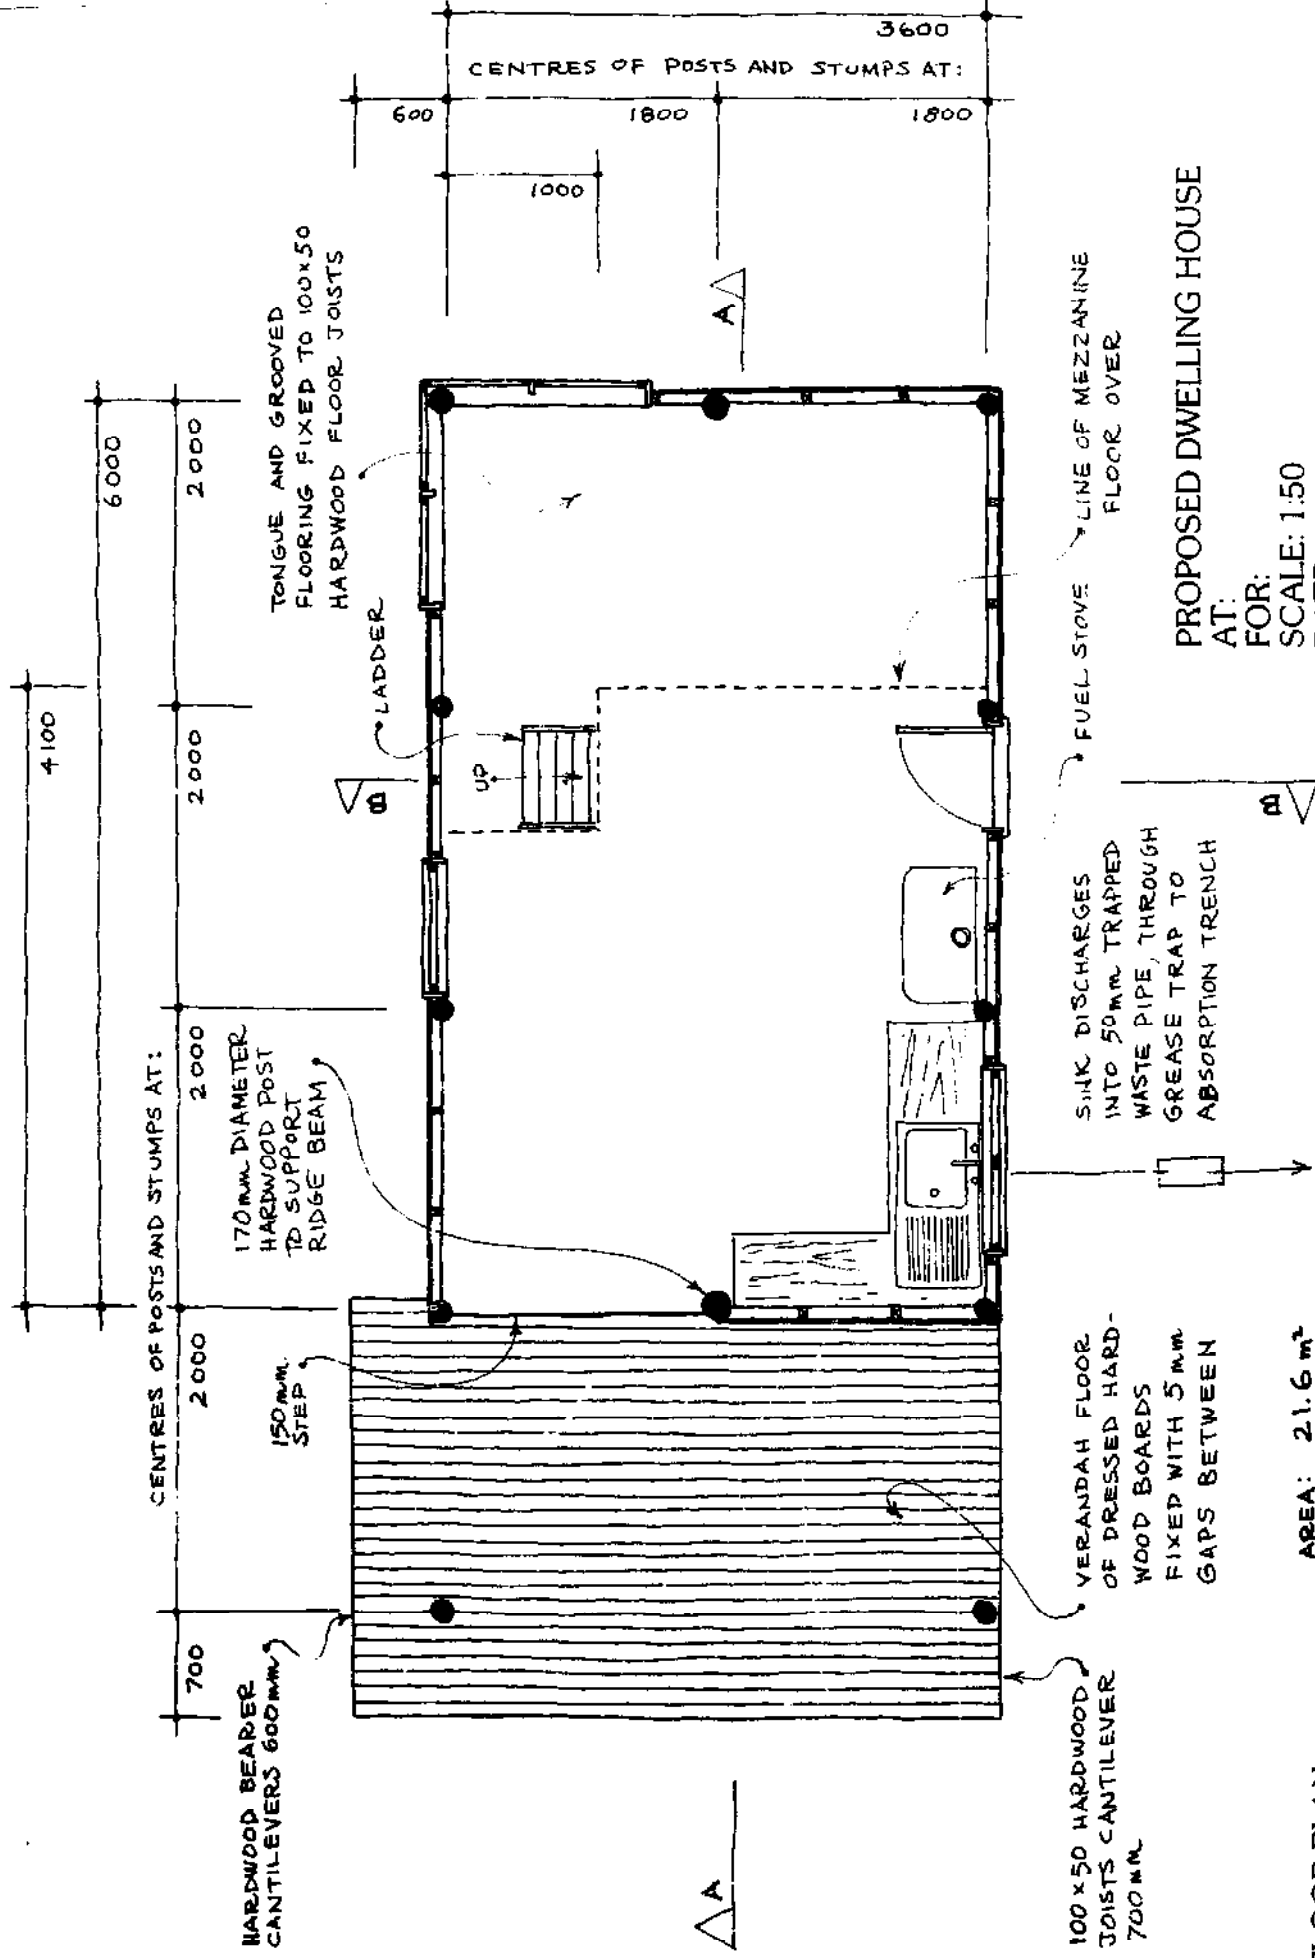 3600
CENTRES OF POSTS AND STUMPS AT:
600
1800
1800
1000
6000
2000
4100
2000
CENTRES OF POSTS AND STUMPS AT:
2000
2000
700
TONGUE AND GROOVED
FLOORING FIXED TO 100x50
HARDWOOD FLOOR JOISTS
LADDER
UP
B
A
170mm DIAMETER
HARDWOOD POST
TO SUPPORT
RIDGE BEAM
150mm
STEP
HARDWOOD BEARER
CANTILEVERS 600mm
LINE OF MEZZANINE
FLOOR OVER
FUEL STOVE
B
SINK DISCHARGES
INTO 50mm TRAPPED
WASTE PIPE, THROUGH
GREASE TRAP TO
ABSORPTION TRENCH
VERANDAH FLOOR
OF DRESSED HARD-
WOOD BOARDS
FIXED WITH 5mm
GAPS BETWEEN
100 x 50 HARDWOOD
JOISTS CANTILEVER
700mm
A
AREA: 21.6 m²
PROPOSED DWELLING HOUSE
AT:
FOR:
SCALE: 1:50